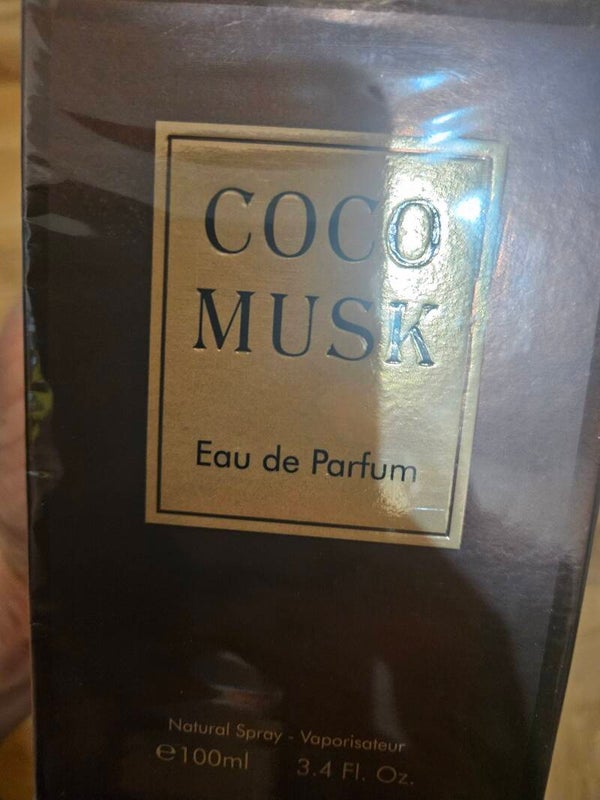 COCO
MUSK
Eau de Parfum
Natural Spray - Vaporisateur
℮100ml 3.4 Fl. Oz.